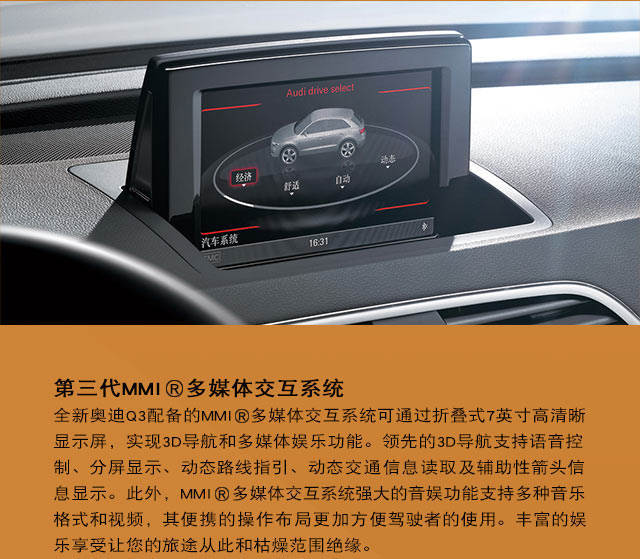 Audi drive select
经济
舒适
自动
动态
汽车系统
16:31
TMC
第三代MMI®多媒体交互系统
全新奥迪Q3配备的MMI®多媒体交互系统可通过折叠式7英寸高清晰
显示屏，实现3D导航和多媒体娱乐功能。领先的3D导航支持语音控
制、分屏显示、动态路线指引、动态交通信息读取及辅助性箭头信
息显示。此外，MMI®多媒体交互系统强大的音娱功能支持多种音乐
格式和视频，其便携的操作布局更加方便驾驶者的使用。丰富的娱
乐享受让您的旅途从此和枯燥范围绝缘。